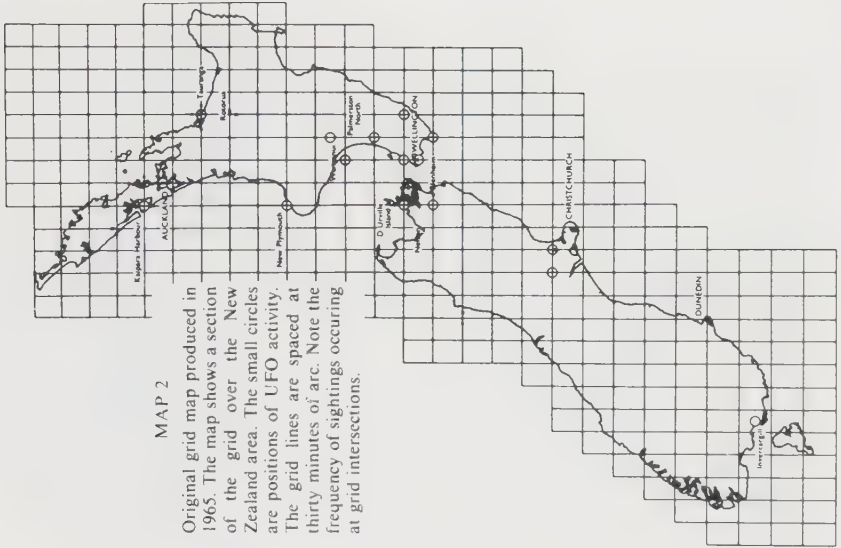 MAP 2
Original grid map produced in
1965. The map shows a section
of the grid over the New
Zealand area. The small circles
are positions of UFO activity.
The grid lines are spaced at
thirty minutes of arc. Note the
frequency of sightings occuring
at grid intersections.
Kaipara Harbour
AUCKLAND
Tauranga
Rotorua
New Plymouth
Palmerston
North
WELLINGTON
D'Urville
Island
CHRISTCHURCH
DUNEDIN
Invercargill